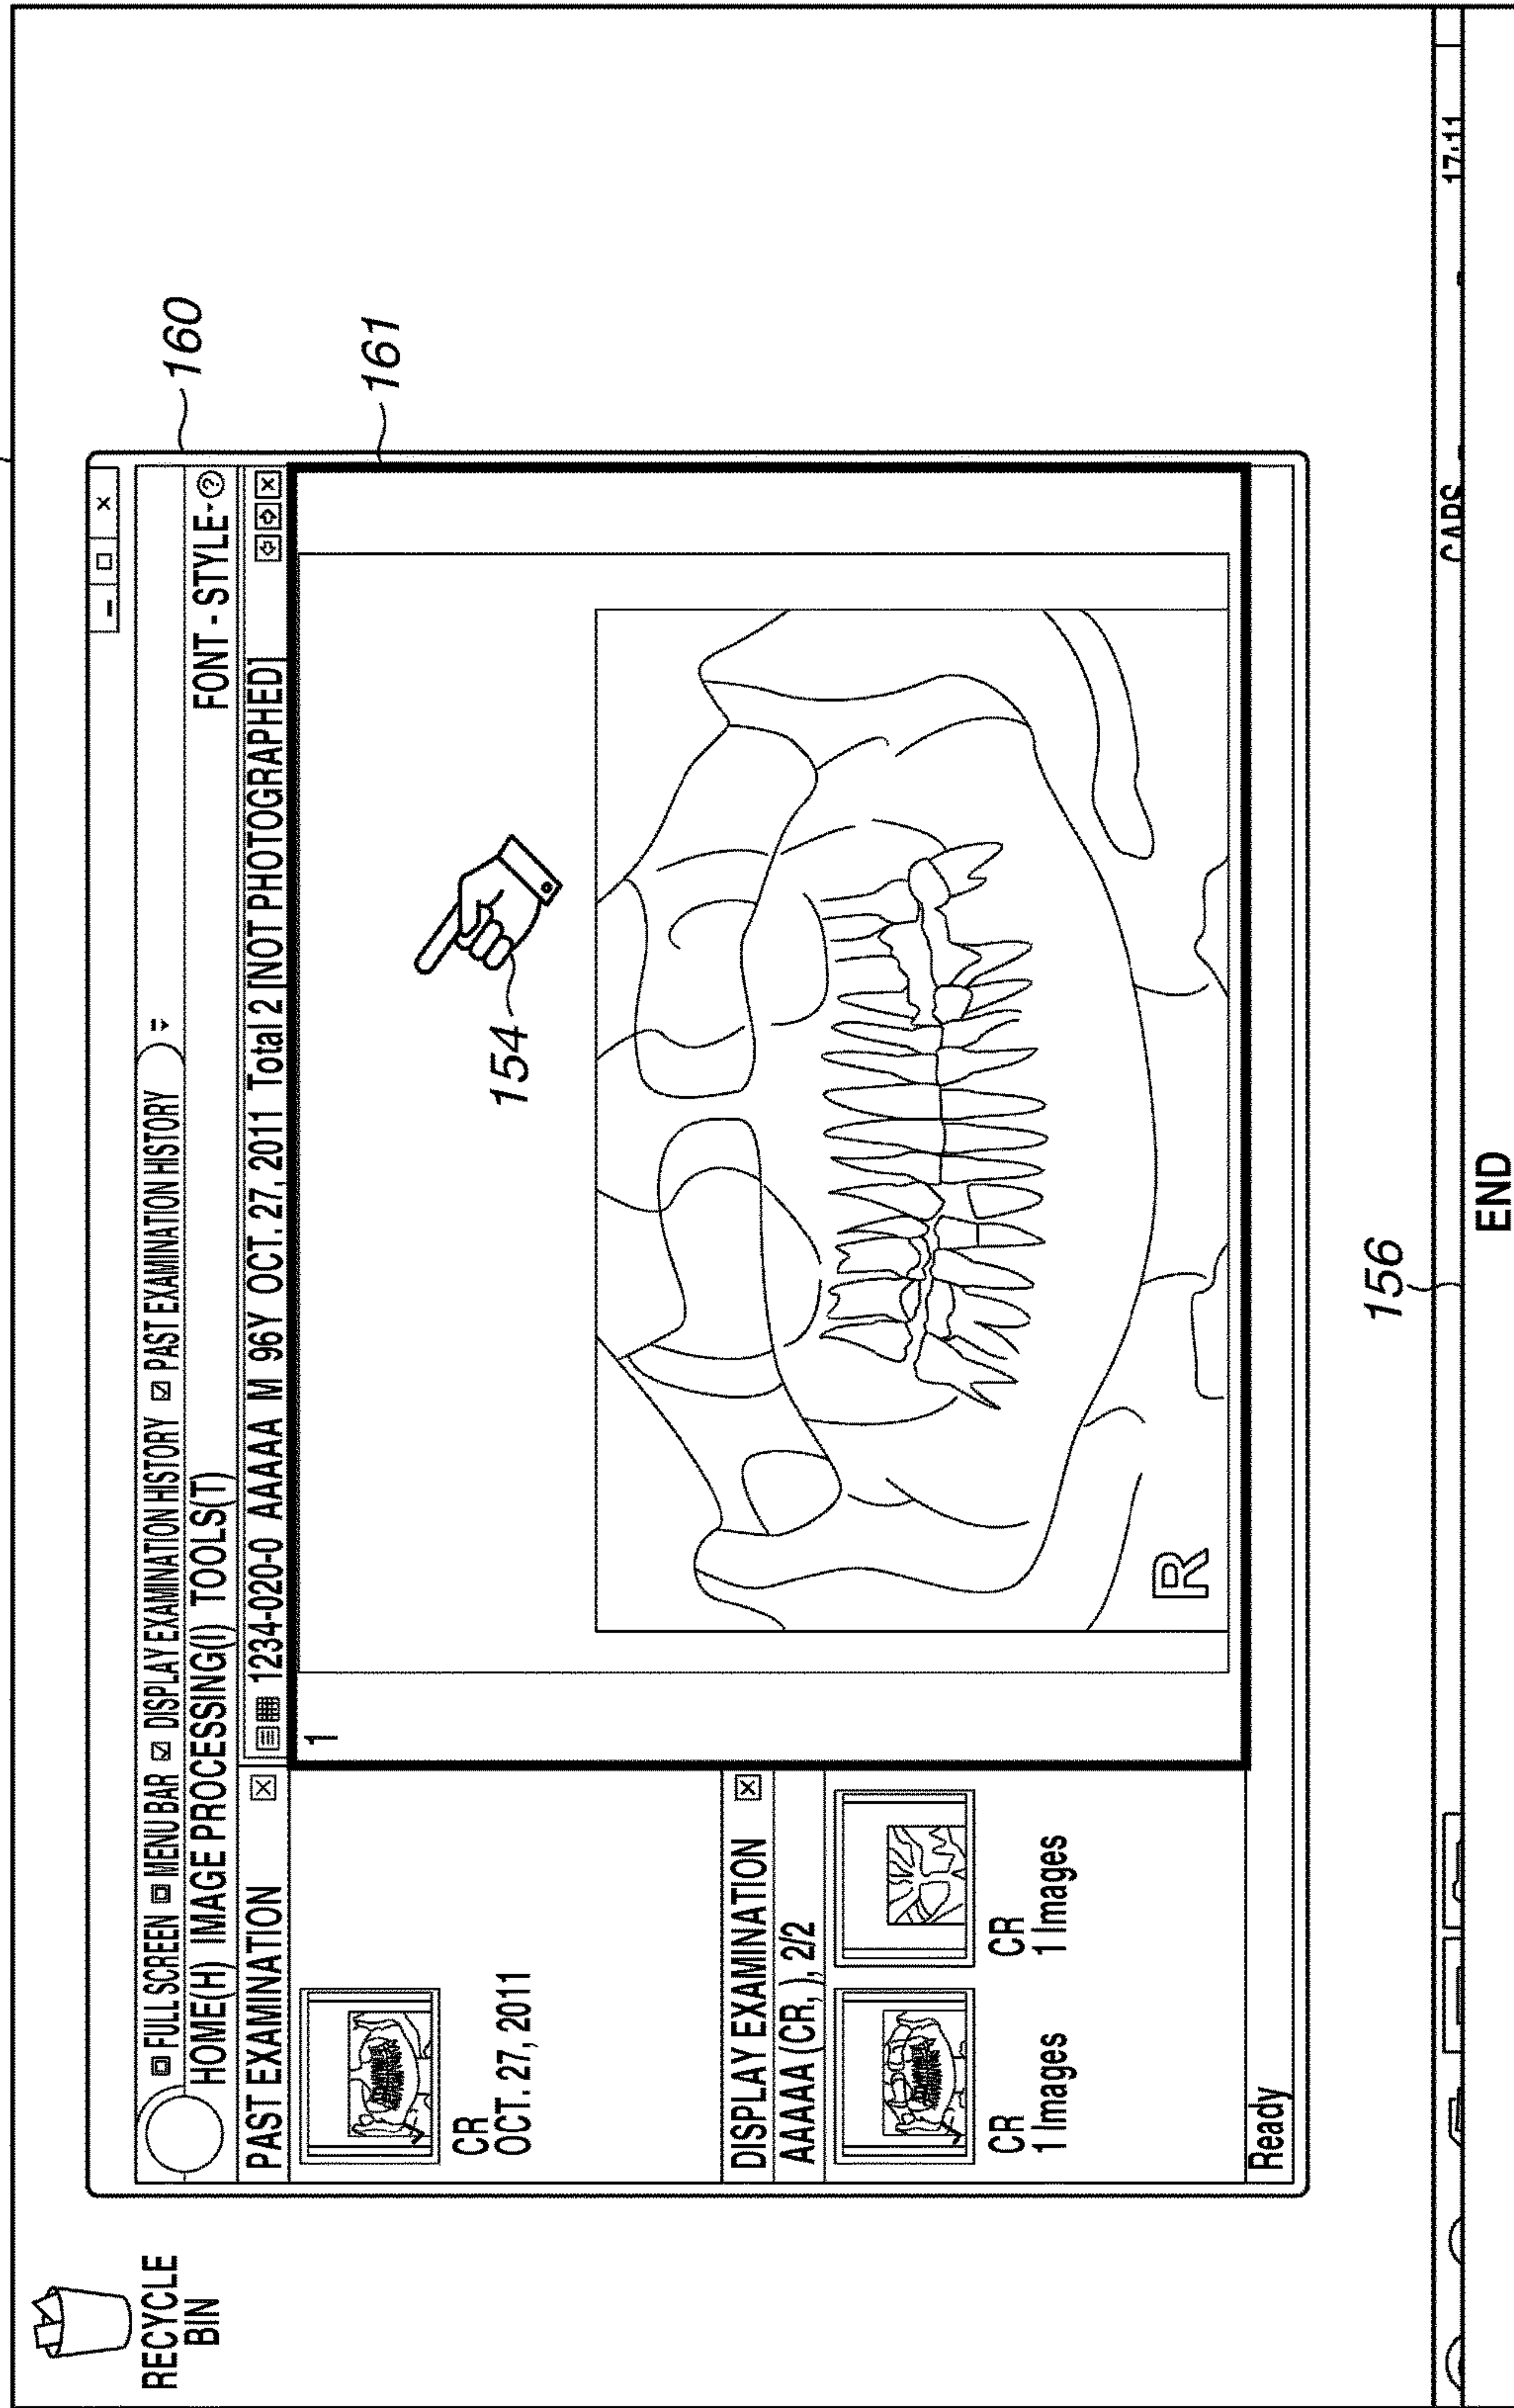 RECYCLE
BIN
160
161
FULL SCREEN MENU BAR DISPLAY EXAMINATION HISTORY PAST EXAMINATION HISTORY
HOME(H) IMAGE PROCESSING(I) TOOLS(T) FONT - STYLE- ?
PAST EXAMINATION
1234-020-0 AAAAA M 96Y OCT. 27, 2011 Total 2 [NOT PHOTOGRAPHED]
1
CR
OCT. 27, 2011
154
DISPLAY EXAMINATION
AAAAA (CR, ), 2/2
CR
1 Images
CR
1 Images
R
Ready
156
CAPS
17:11
END